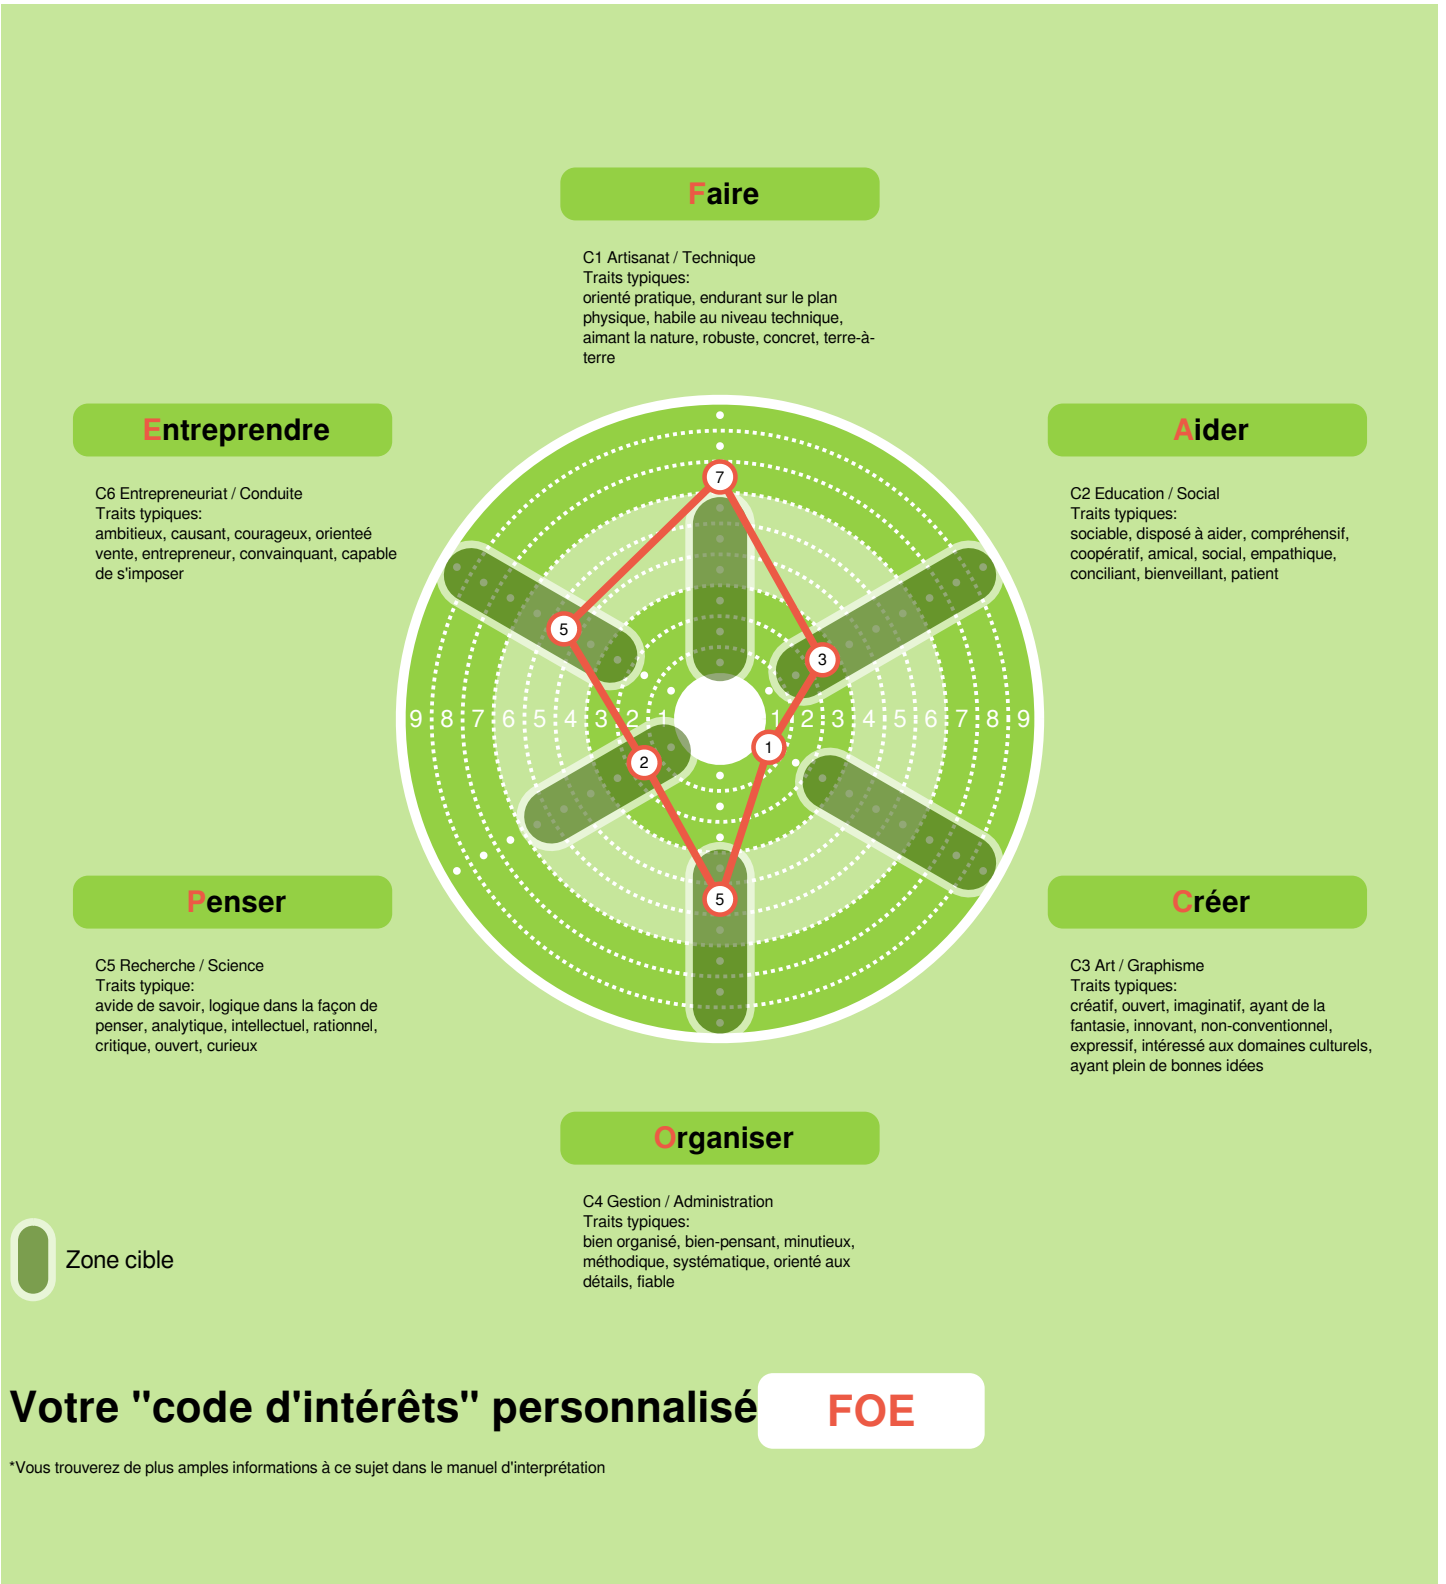 Faire
C1 Artisanat / Technique
Traits typiques:
orienté pratique, endurant sur le plan
physique, habile au niveau technique,
aimant la nature, robuste, concret, terre-à-
terre
Entreprendre
C6 Entrepreneuriat / Conduite
Traits typiques:
ambitieux, causant, courageux, orienteé
vente, entrepreneur, convainquant, capable
de s'imposer
Aider
C2 Education / Social
Traits typiques:
sociable, disposé à aider, compréhensif,
coopératif, amical, social, empathique,
conciliant, bienveillant, patient
7
5
3
9 8 7 6 5 4 3 2 1 1 2 3 4 5 6 7 8 9
1
2
5
Penser
C5 Recherche / Science
Traits typique:
avide de savoir, logique dans la façon de
penser, analytique, intellectuel, rationnel,
critique, ouvert, curieux
Créer
C3 Art / Graphisme
Traits typiques:
créatif, ouvert, imaginatif, ayant de la
fantasie, innovant, non-conventionnel,
expressif, intéressé aux domaines culturels,
ayant plein de bonnes idées
Organiser
C4 Gestion / Administration
Traits typiques:
bien organisé, bien-pensant, minutieux,
méthodique, systématique, orienté aux
détails, fiable
Zone cible
Votre "code d'intérêts" personnalisé FOE
*Vous trouverez de plus amples informations à ce sujet dans le manuel d'interprétation